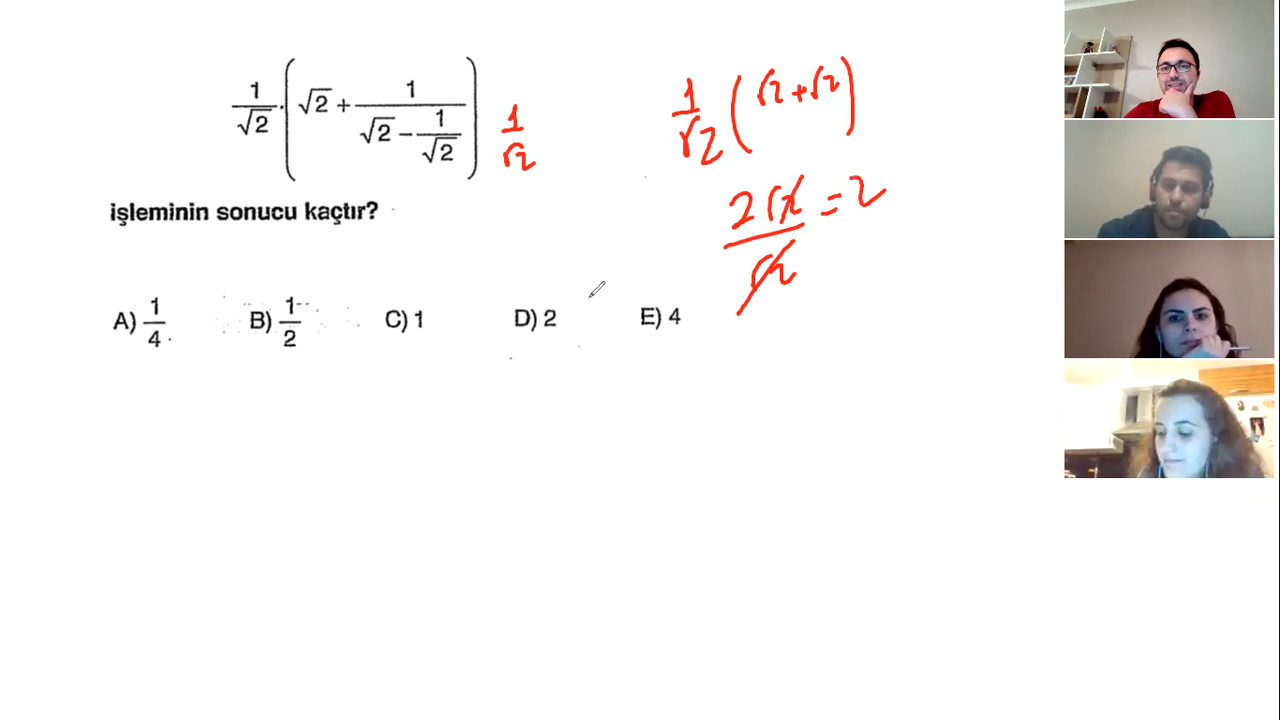 1/√2 · (√2 + 1/(√2 − 1/√2)) 1/√2
işleminin sonucu kaçtır?
A) 1/4 B) 1/2 C) 1 D) 2 E) 4
1/√2 (√2 + √2)
2√2/√2 = 2